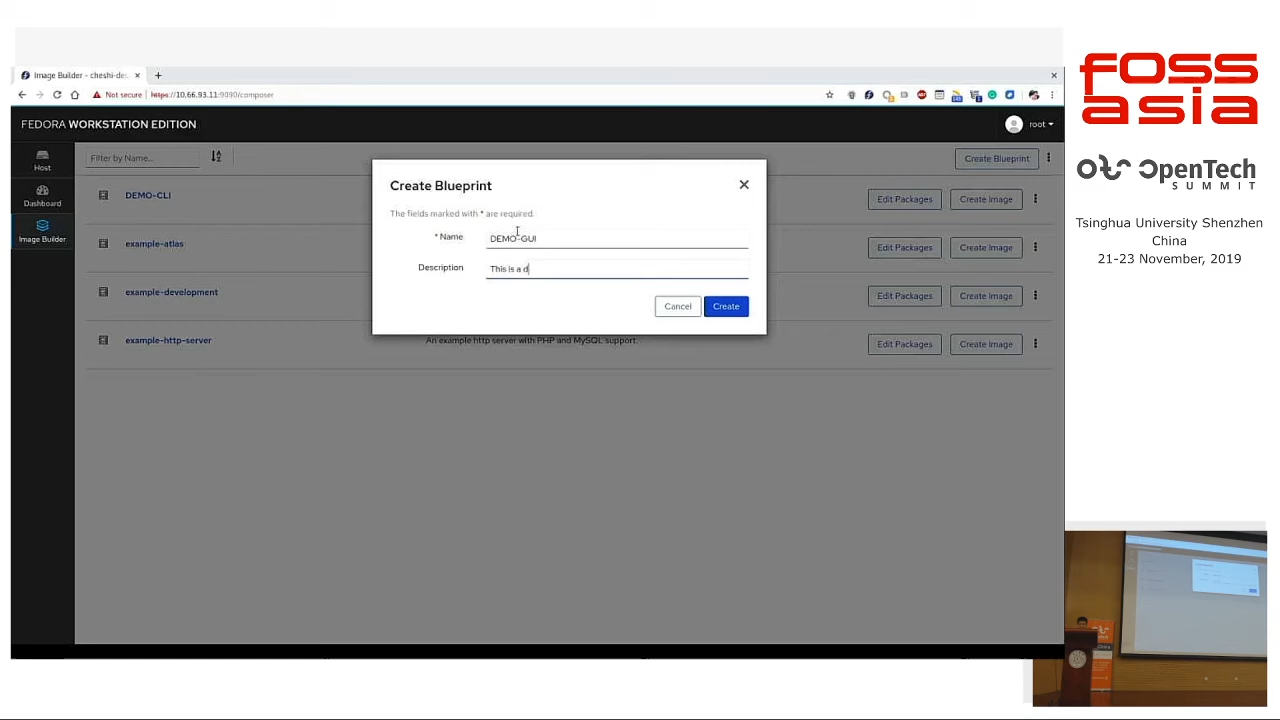 Image Builder - cheshi-des
Not secure https://10.66.93.11:9090/composer
FEDORA WORKSTATION EDITION
root
Host
Dashboard
Image Builder
Filter by Name...
Create Blueprint
DEMO-CLI
Edit Packages
Create Image
example-atlas
Edit Packages
Create Image
example-development
Edit Packages
Create Image
example-http-server
An example http server with PHP and MySQL support.
Edit Packages
Create Image
Create Blueprint
The fields marked with * are required.
* Name
DEMO-GUI
Description
This is a d
Cancel
Create
FOSS
ASIA
OpenTech
SUMMIT
Tsinghua University Shenzhen
China
21-23 November, 2019